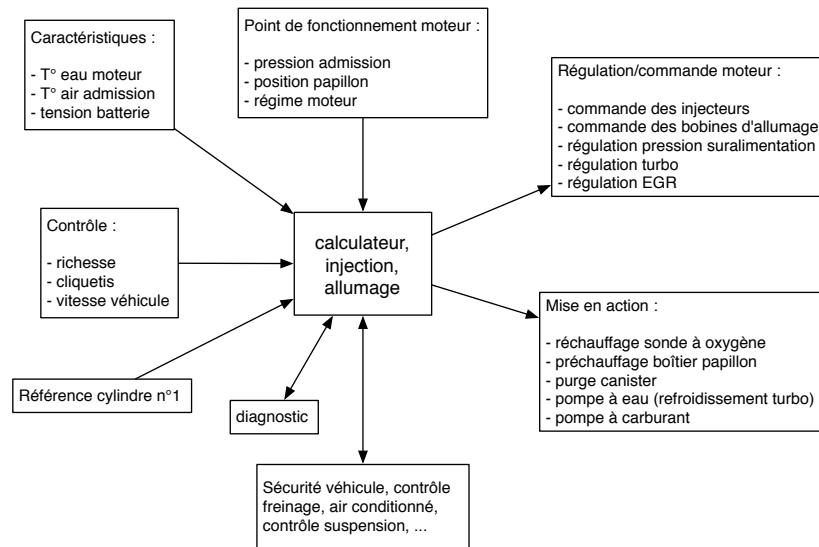 Caractéristiques :
- T° eau moteur
- T° air admission
- tension batterie
Point de fonctionnement moteur :
- pression admission
- position papillon
- régime moteur
Régulation/commande moteur :
- commande des injecteurs
- commande des bobines d'allumage
- régulation pression suralimentation
- régulation turbo
- régulation EGR
Contrôle :
- richesse
- cliquetis
- vitesse véhicule
calculateur,
injection,
allumage
Mise en action :
- réchauffage sonde à oxygène
- préchauffage boîtier papillon
- purge canister
- pompe à eau (refroidissement turbo)
- pompe à carburant
Référence cylindre n°1
diagnostic
Sécurité véhicule, contrôle
freinage, air conditionné,
contrôle suspension, ...